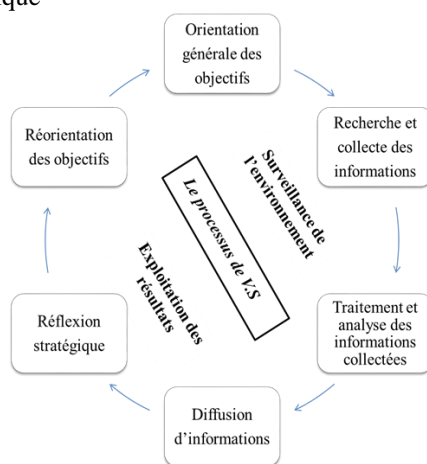 ique
Orientation
générale des
objectifs
Recherche et
collecte des
informations
Traitement et
analyse des
informations
collectées
Diffusion
d’informations
Réflexion
stratégique
Réorientation
des objectifs
Surveillance de
l’environnement
Le processus de V.S
Exploitation des
résultats